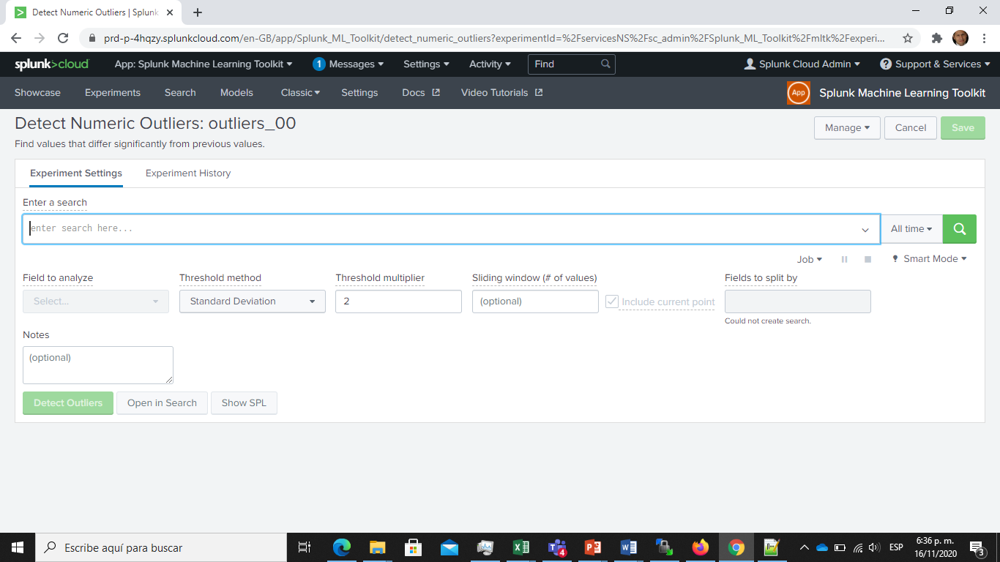 Detect Numeric Outliers | Splunk
prd-p-4hqzy.splunkcloud.com/en-GB/app/Splunk_ML_Toolkit/detect_numeric_outliers?experimentId=%2FservicesNS%2Fsc_admin%2FSplunk_ML_Toolkit%2Fmltk%2Fexperi...
splunk>cloud App: Splunk Machine Learning Toolkit 1 Messages Settings Activity Find Splunk Cloud Admin ? Support & Services
Showcase Experiments Search Models Classic Settings Docs Video Tutorials App Splunk Machine Learning Toolkit
Detect Numeric Outliers: outliers_00
Manage Cancel Save
Find values that differ significantly from previous values.
Experiment Settings Experiment History
Enter a search
enter search here... All time
Job Smart Mode
Field to analyze Threshold method Threshold multiplier Sliding window (# of values) Fields to split by
Select... Standard Deviation 2 (optional) Include current point
Could not create search.
Notes
(optional)
Detect Outliers Open in Search Show SPL
Escribe aquí para buscar
4
ESP
6:36 p. m.
16/11/2020
3